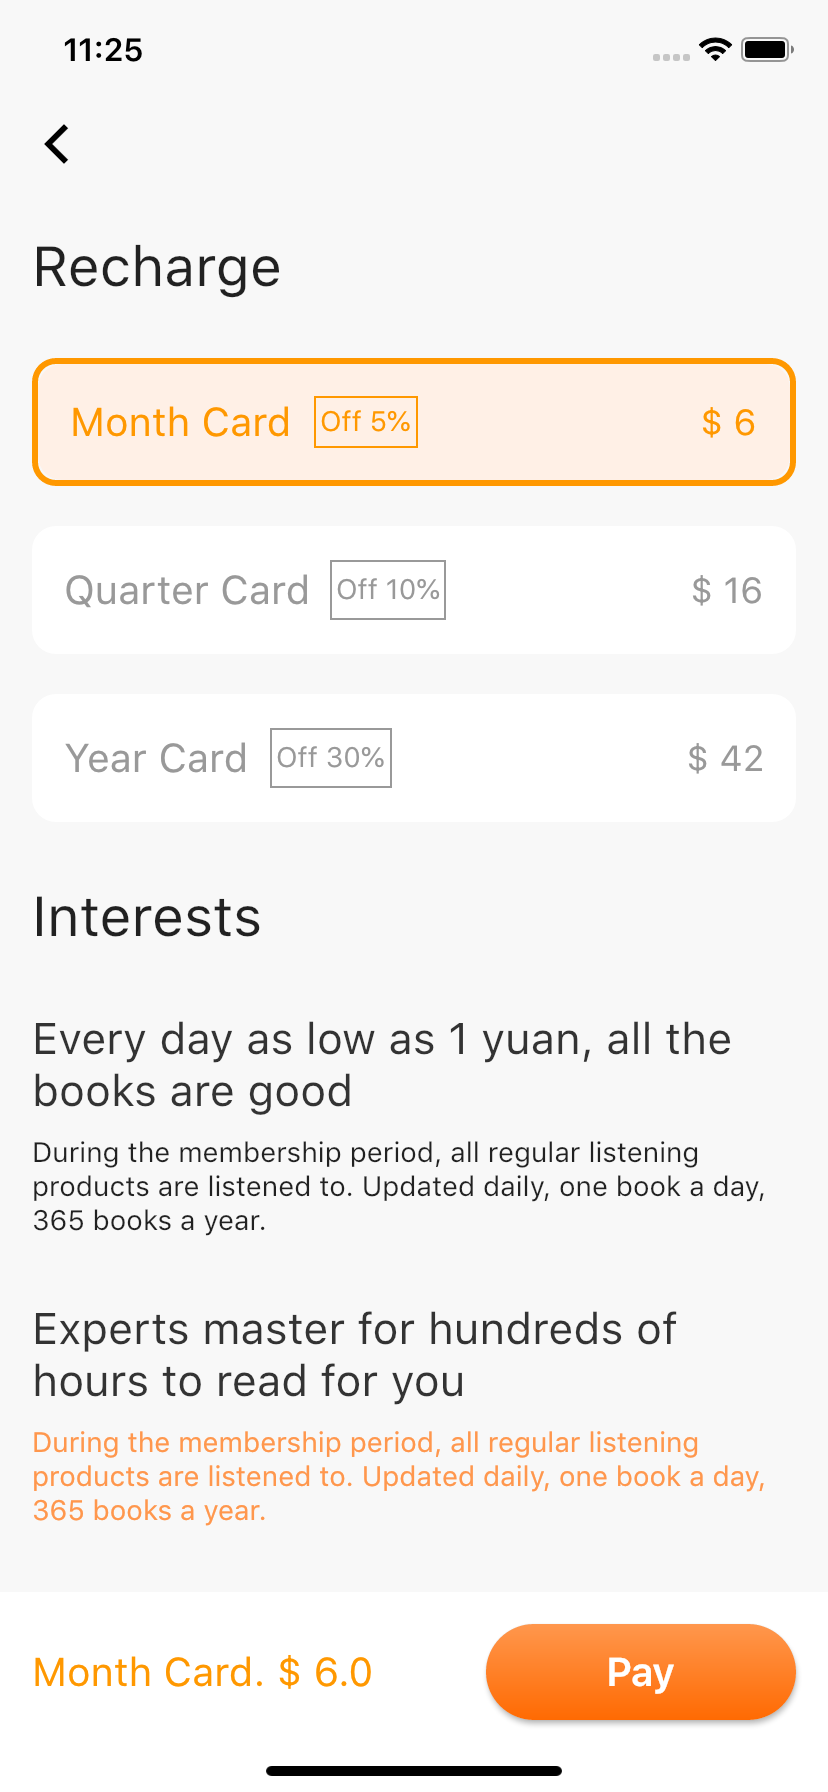 11:25
Recharge
Month Card Off 5% $ 6
Quarter Card Off 10% $ 16
Year Card Off 30% $ 42
Interests
Every day as low as 1 yuan, all the
books are good
During the membership period, all regular listening
products are listened to. Updated daily, one book a day,
365 books a year.
Experts master for hundreds of
hours to read for you
During the membership period, all regular listening
products are listened to. Updated daily, one book a day,
365 books a year.
Month Card. $ 6.0 Pay